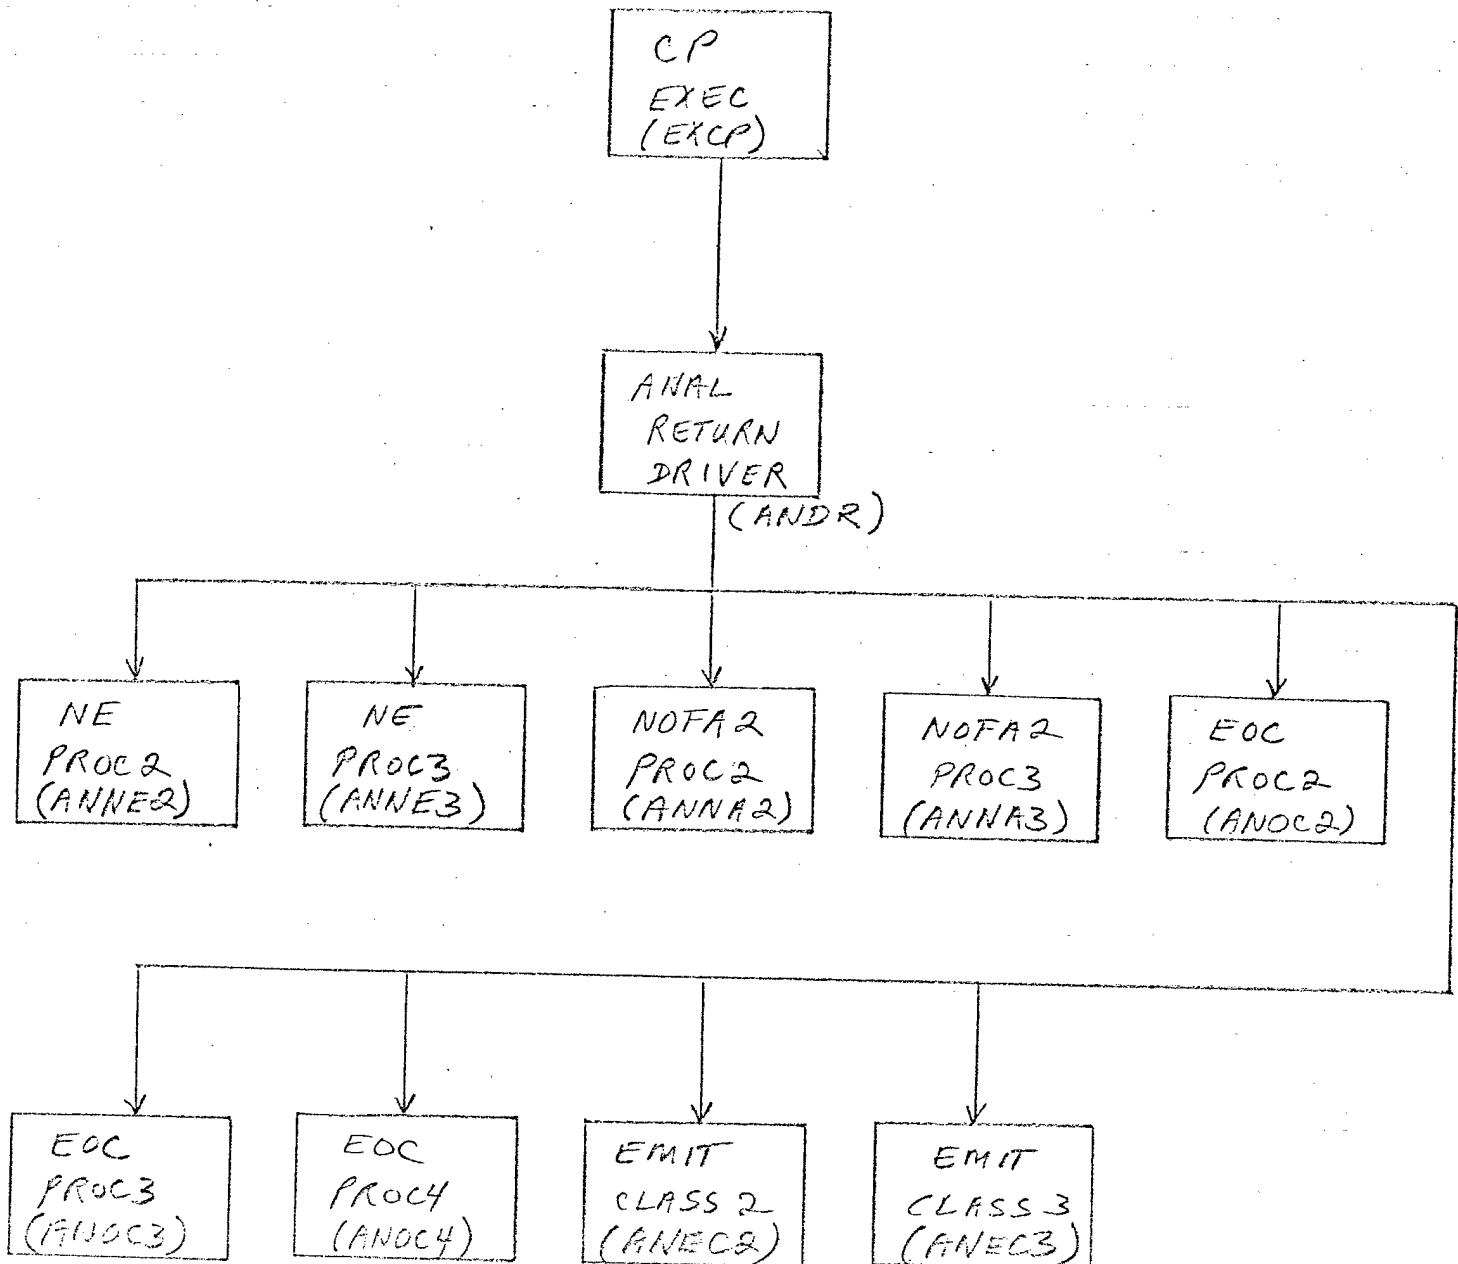 CP
EXEC
(EXCP)
ANAL
RETURN
DRIVER
(ANDR)
NE
PROC2
(ANNE2)
NE
PROC3
(ANNE3)
NOFA2
PROC2
(ANNA2)
NOFA2
PROC3
(ANNA3)
EOC
PROC2
(ANOC2)
EOC
PROC3
(ANOC3)
EOC
PROC4
(ANOC4)
EMIT
CLASS 2
(ANEC2)
EMIT
CLASS 3
(ANEC3)